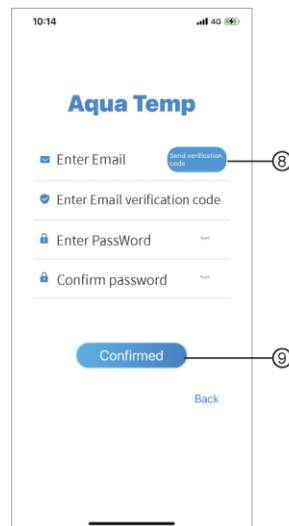 10:14
4G
Aqua Temp
Enter Email
Send verification
code
8
Enter Email verification code
Enter PassWord
Confirm password
Confirmed
9
Back